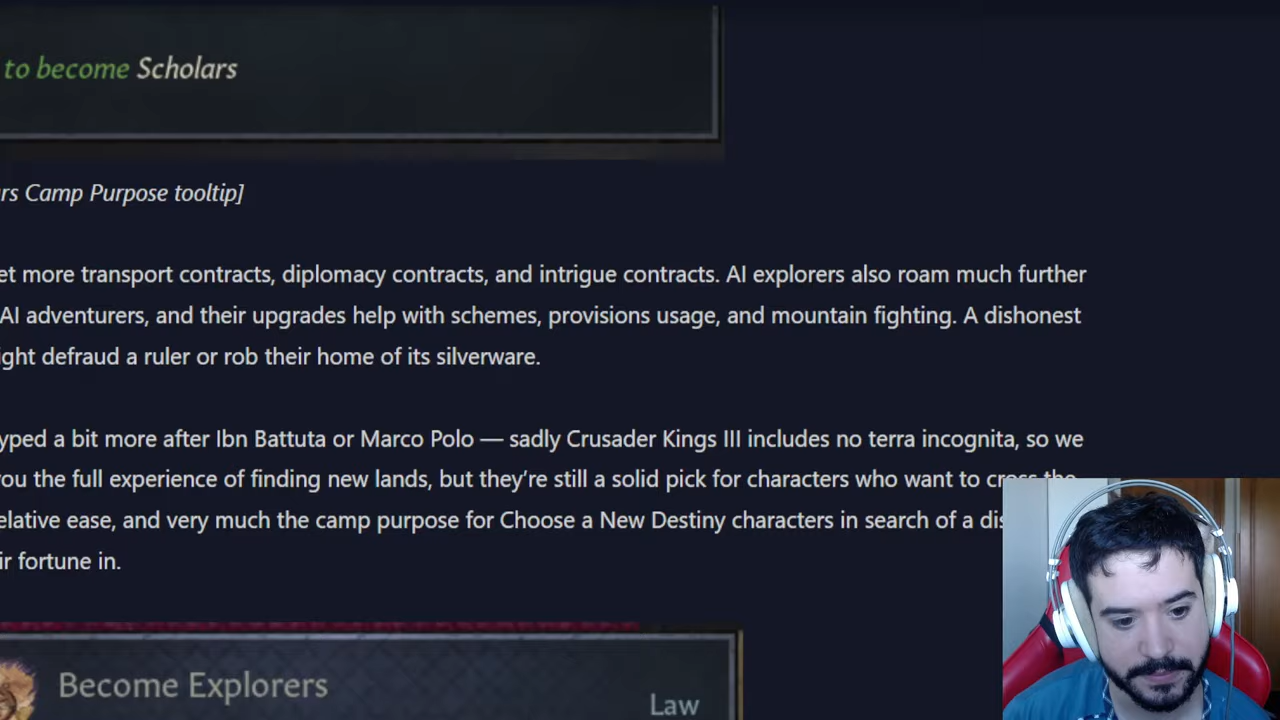 to become Scholars
rs Camp Purpose tooltip]
et more transport contracts, diplomacy contracts, and intrigue contracts. AI explorers also roam much further
AI adventurers, and their upgrades help with schemes, provisions usage, and mountain fighting. A dishonest
ight defraud a ruler or rob their home of its silverware.
yped a bit more after Ibn Battuta or Marco Polo — sadly Crusader Kings III includes no terra incognita, so we
ou the full experience of finding new lands, but they're still a solid pick for characters who want to cross the
elative ease, and very much the camp purpose for Choose a New Destiny characters in search of a dis
ir fortune in.
Become Explorers
Law